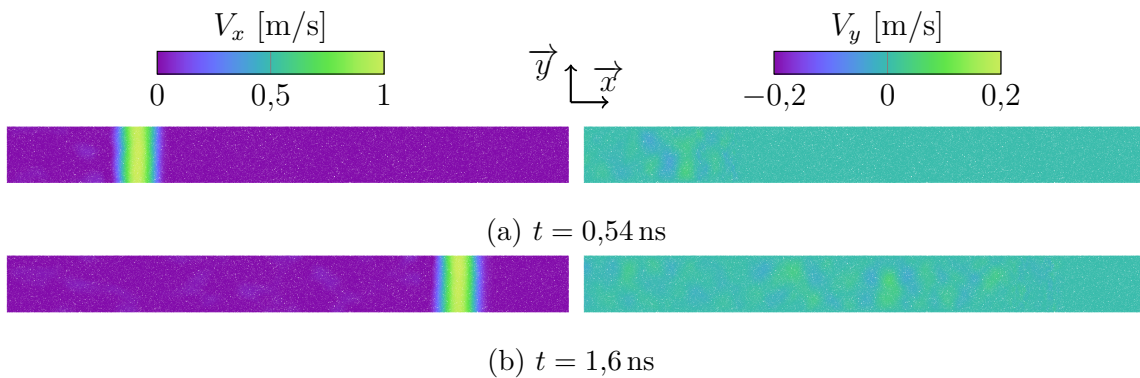 V_x [m/s]
0 0,5 1
y x
V_y [m/s]
−0,2 0 0,2
(a) t = 0,54 ns
(b) t = 1,6 ns